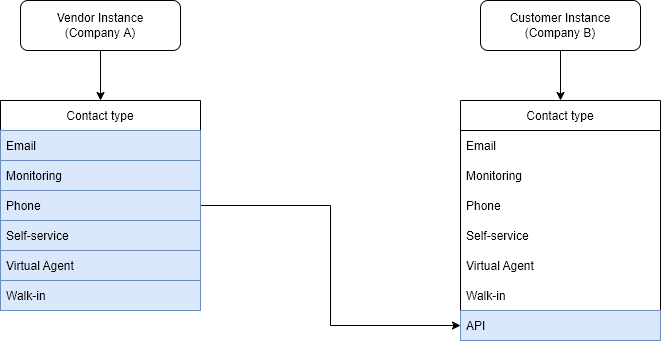 Vendor Instance
(Company A)
Customer Instance
(Company B)
Contact type
Email
Monitoring
Phone
Self-service
Virtual Agent
Walk-in
Contact type
Email
Monitoring
Phone
Self-service
Virtual Agent
Walk-in
API